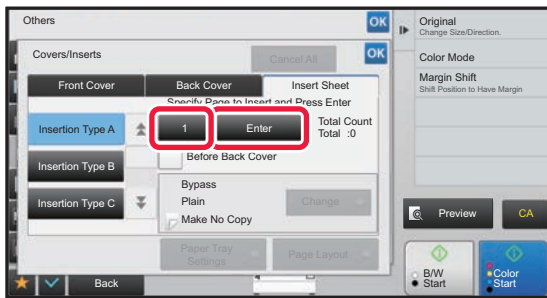 Others
OK
Original
Change Size/Direction.
Covers/Inserts
Cancel All
OK
Color Mode
Front Cover
Back Cover
Insert Sheet
Margin Shift
Shift Position to Have Margin
Specify Page to Insert and Press Enter
Insertion Type A
1
Enter
Total Count
Total :0
Before Back Cover
Insertion Type B
Bypass
Plain
Change
Insertion Type C
Make No Copy
Preview
CA
Paper Tray
Settings
Page Layout
Back
B/W
Start
Color
Start